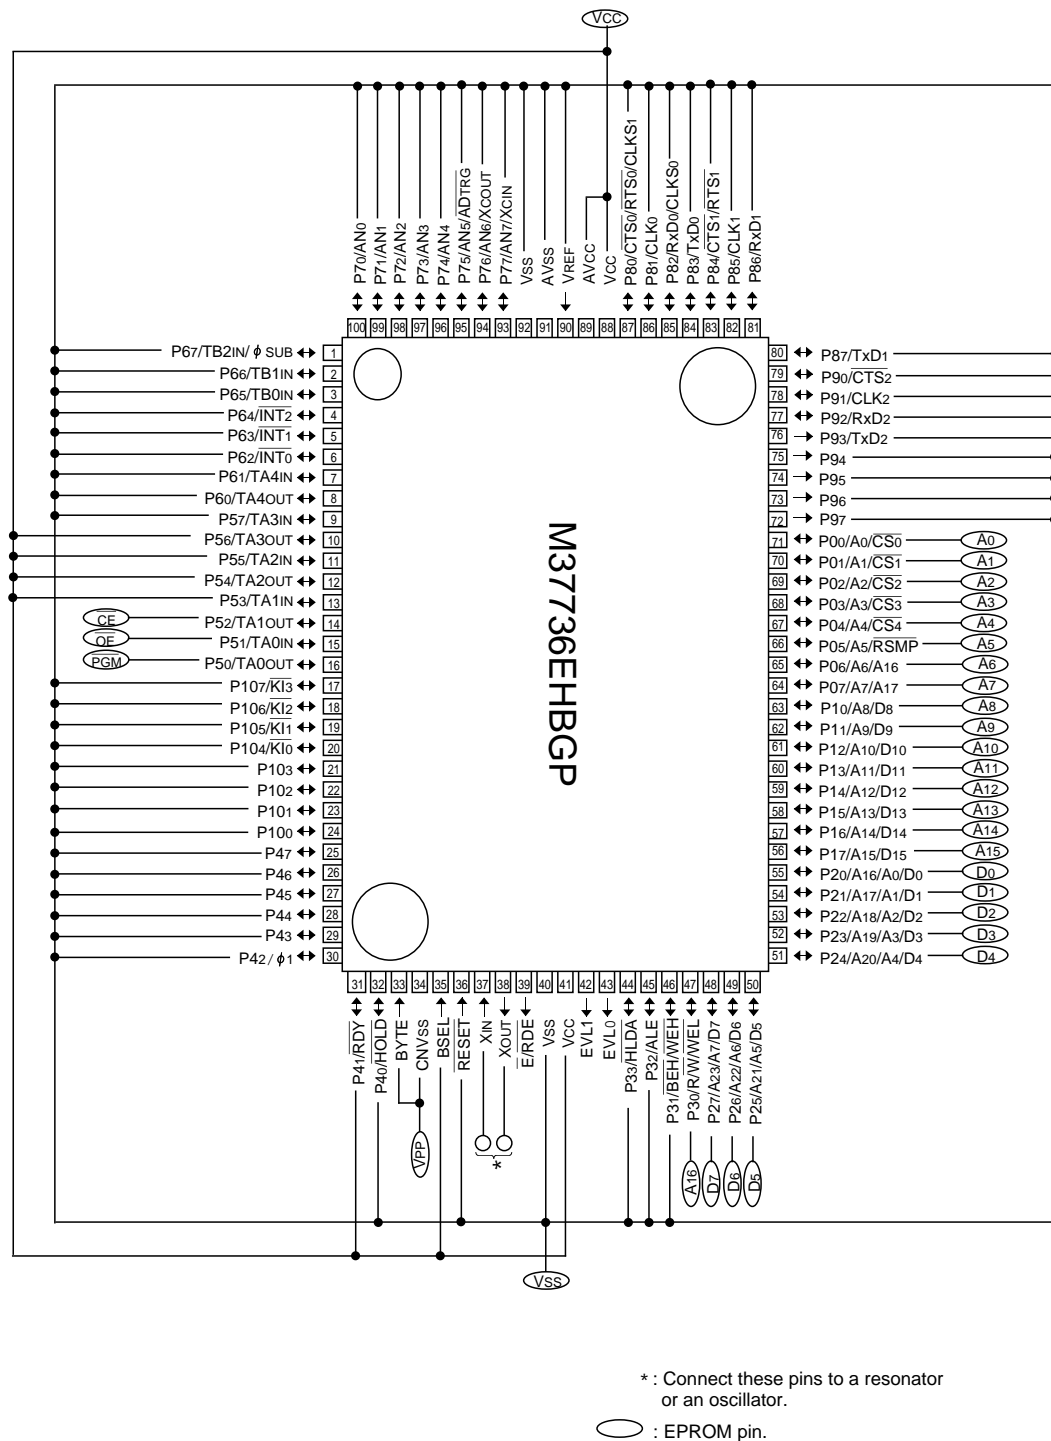 VCC
P70/AN0
P71/AN1
P72/AN2
P73/AN3
P74/AN4
P75/AN5/ADTRG
P76/AN6/XCOUT
P77/AN7/XCIN
VSS
AVSS
VREF
AVCC
VCC
P80/CTS0/RTS0/CLKS1
P81/CLK0
P82/RxD0/CLKS0
P83/TxD0
P84/CTS1/RTS1
P85/CLK1
P86/RxD1
100 99 98 97 96 95 94 93 92 91 90 89 88 87 86 85 84 83 82 81
P67/TB2IN/ϕ SUB 1
P66/TB1IN 2
P65/TB0IN 3
P64/INT2 4
P63/INT1 5
P62/INT0 6
P61/TA4IN 7
P60/TA4OUT 8
P57/TA3IN 9
P56/TA3OUT 10
P55/TA2IN 11
P54/TA2OUT 12
P53/TA1IN 13
CE P52/TA1OUT 14
OE P51/TA0IN 15
PGM P50/TA0OUT 16
P107/KI3 17
P106/KI2 18
P105/KI1 19
P104/KI0 20
P103 21
P102 22
P101 23
P100 24
P47 25
P46 26
P45 27
P44 28
P43 29
P42/ϕ1 30
M37736EHBGP
80 P87/TxD1
79 P90/CTS2
78 P91/CLK2
77 P92/RxD2
76 P93/TxD2
75 P94
74 P95
73 P96
72 P97
71 P00/A0/CS0 A0
70 P01/A1/CS1 A1
69 P02/A2/CS2 A2
68 P03/A3/CS3 A3
67 P04/A4/CS4 A4
66 P05/A5/RSMP A5
65 P06/A6/A16 A6
64 P07/A7/A17 A7
63 P10/A8/D8 A8
62 P11/A9/D9 A9
61 P12/A10/D10 A10
60 P13/A11/D11 A11
59 P14/A12/D12 A12
58 P15/A13/D13 A13
57 P16/A14/D14 A14
56 P17/A15/D15 A15
55 P20/A16/A0/D0 D0
54 P21/A17/A1/D1 D1
53 P22/A18/A2/D2 D2
52 P23/A19/A3/D3 D3
51 P24/A20/A4/D4 D4
31 32 33 34 35 36 37 38 39 40 41 42 43 44 45 46 47 48 49 50
P41/RDY
P40/HOLD
BYTE
CNVSS
BSEL
RESET
XIN
XOUT
E/RDE
VSS
VCC
EVL1
EVL0
P33/HLDA
P32/ALE
P31/BEH/WEH
P30/R/W/WEL
P27/A23/A7/D7
P26/A22/A6/D6
P25/A21/A5/D5
VPP
*
A16
D7
D6
D5
VSS
* : Connect these pins to a resonator
or an oscillator.
: EPROM pin.